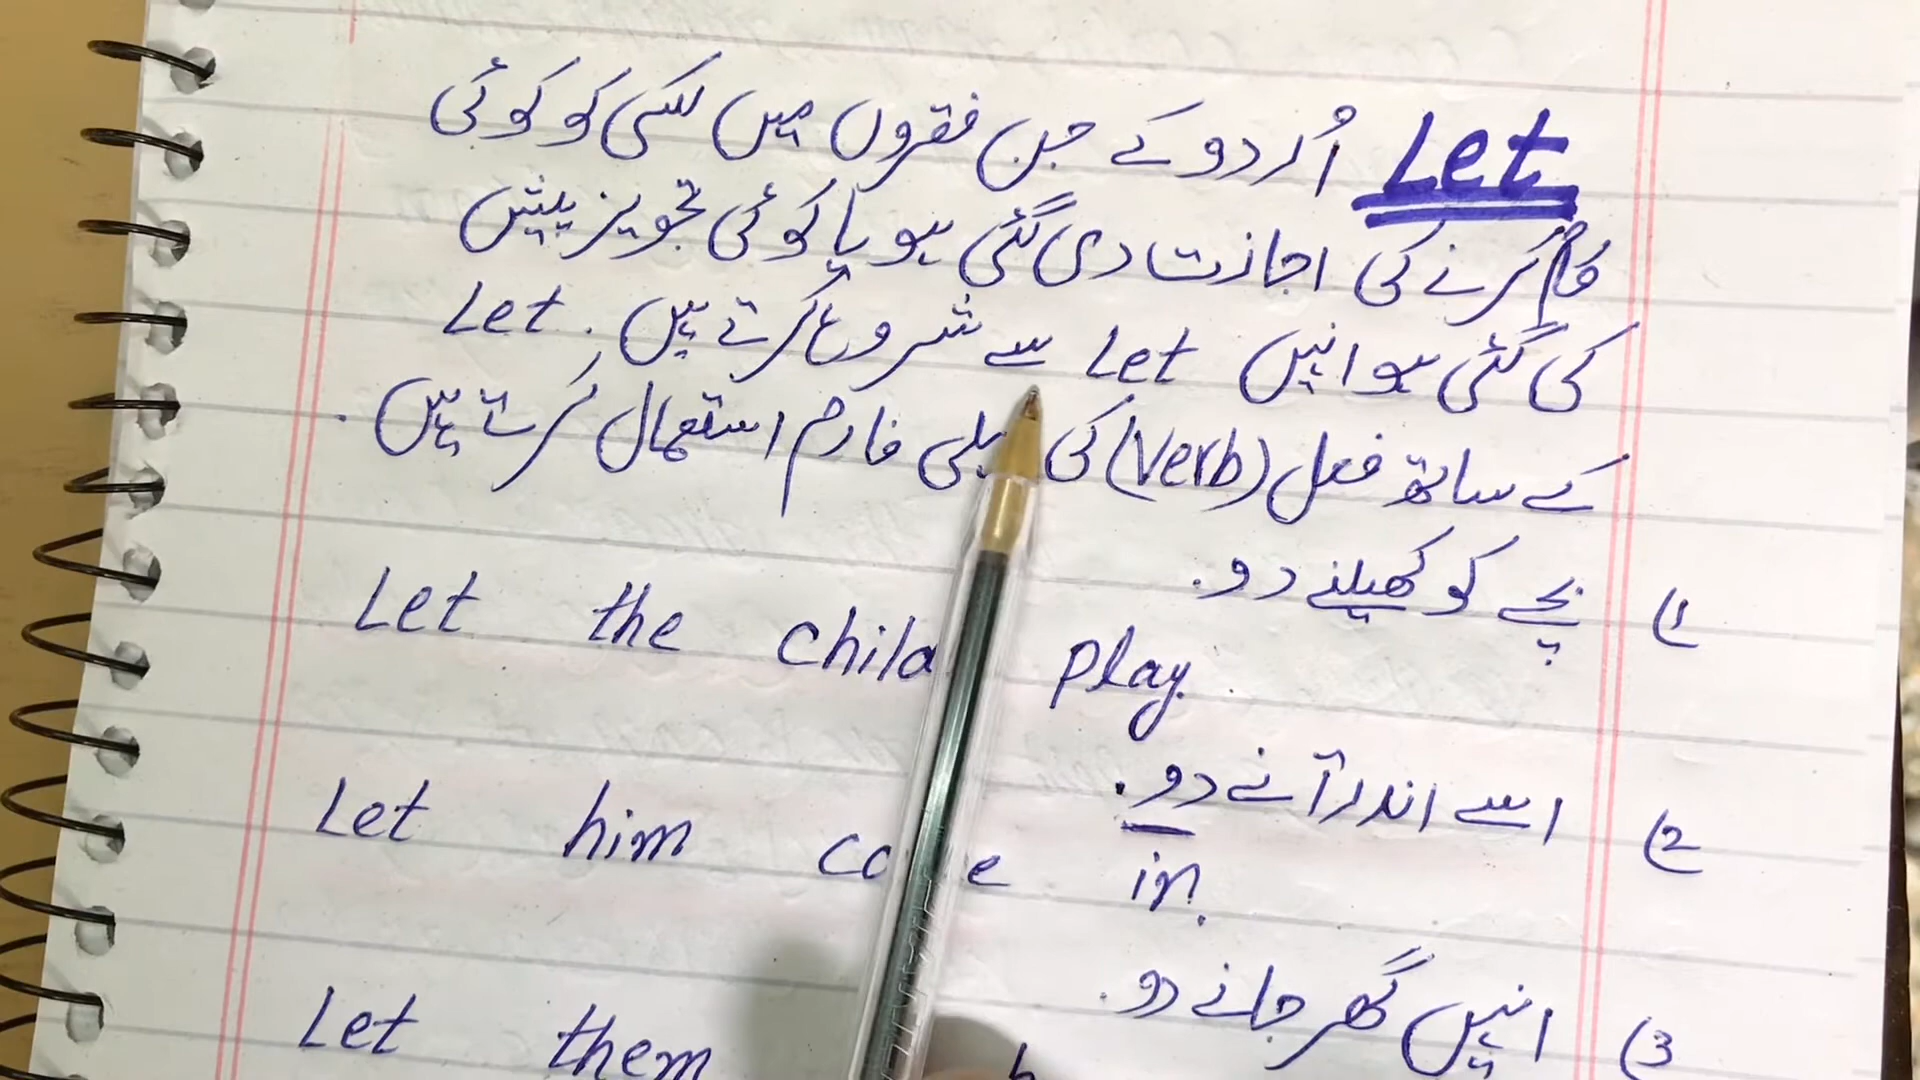 Let اُردو کے جن فقروں میں کسی کو کوئی
کام کرنے کی اجازت دی گئی ہو یا کوئی تجویز پیش
کی گئی ہو انہیں Let سے شروع کرتے ہیں. Let
کے ساتھ فعل (Verb) کی پہلی فارم استعمال کرتے ہیں.
(1 بچے کو کھیلنے دو.
Let the child play.
(2 اسے اندر آنے دو.
Let him in.
(3 انہیں گھر جانے دو.
Let them